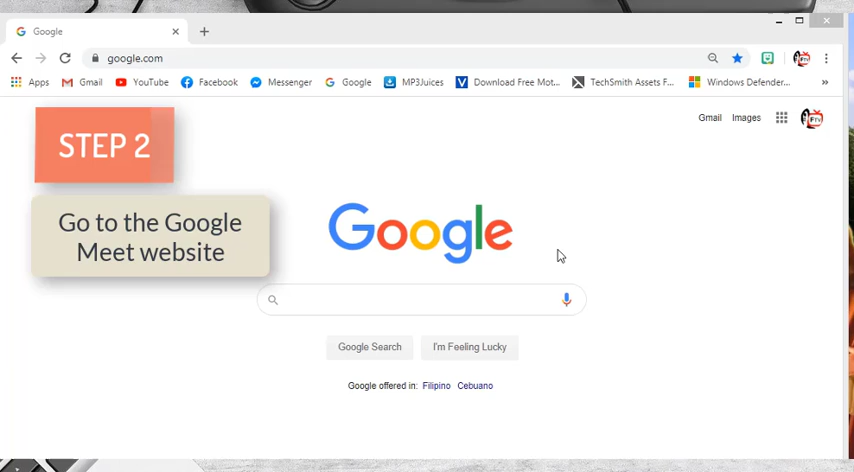 Google
google.com
Apps Gmail YouTube Facebook Messenger Google MP3Juices Download Free Mot... TechSmith Assets F... Windows Defender... »
STEP 2
Gmail Images FTV
Go to the Google
Meet website
Google
Google Search I'm Feeling Lucky
Google offered in: Filipino Cebuano